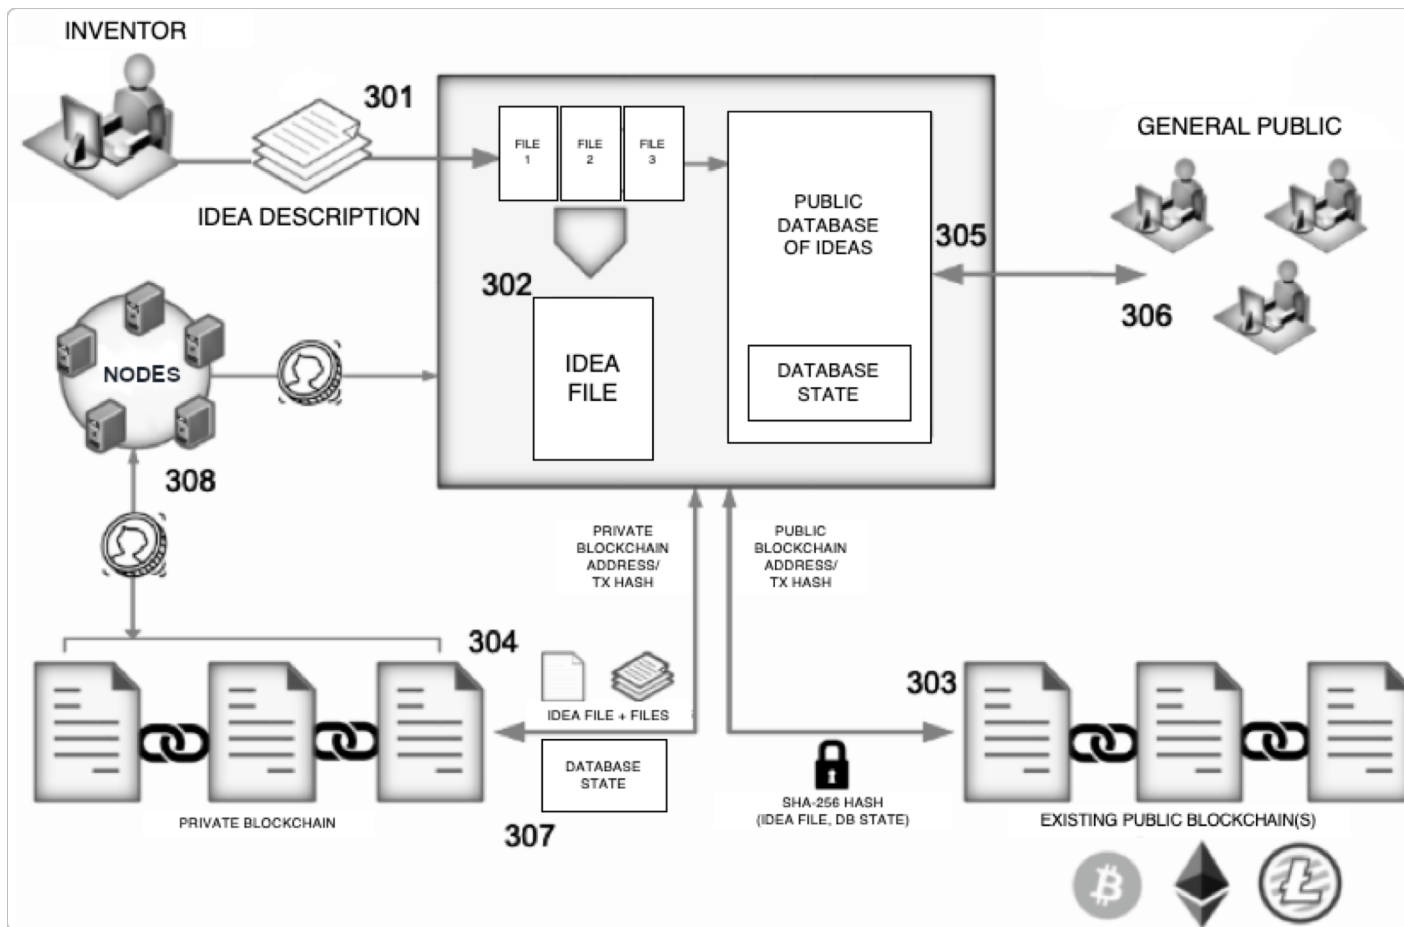 INVENTOR
301
IDEA DESCRIPTION
FILE
1
FILE
2
FILE
3
PUBLIC
DATABASE
OF IDEAS
305
GENERAL PUBLIC
302
306
IDEA
FILE
DATABASE
STATE
NODES
308
PRIVATE
BLOCKCHAIN
ADDRESS/
TX HASH
PUBLIC
BLOCKCHAIN
ADDRESS/
TX HASH
304
IDEA FILE + FILES
DATABASE
STATE
307
PRIVATE BLOCKCHAIN
303
SHA-256 HASH
(IDEA FILE, DB STATE)
EXISTING PUBLIC BLOCKCHAIN(S)